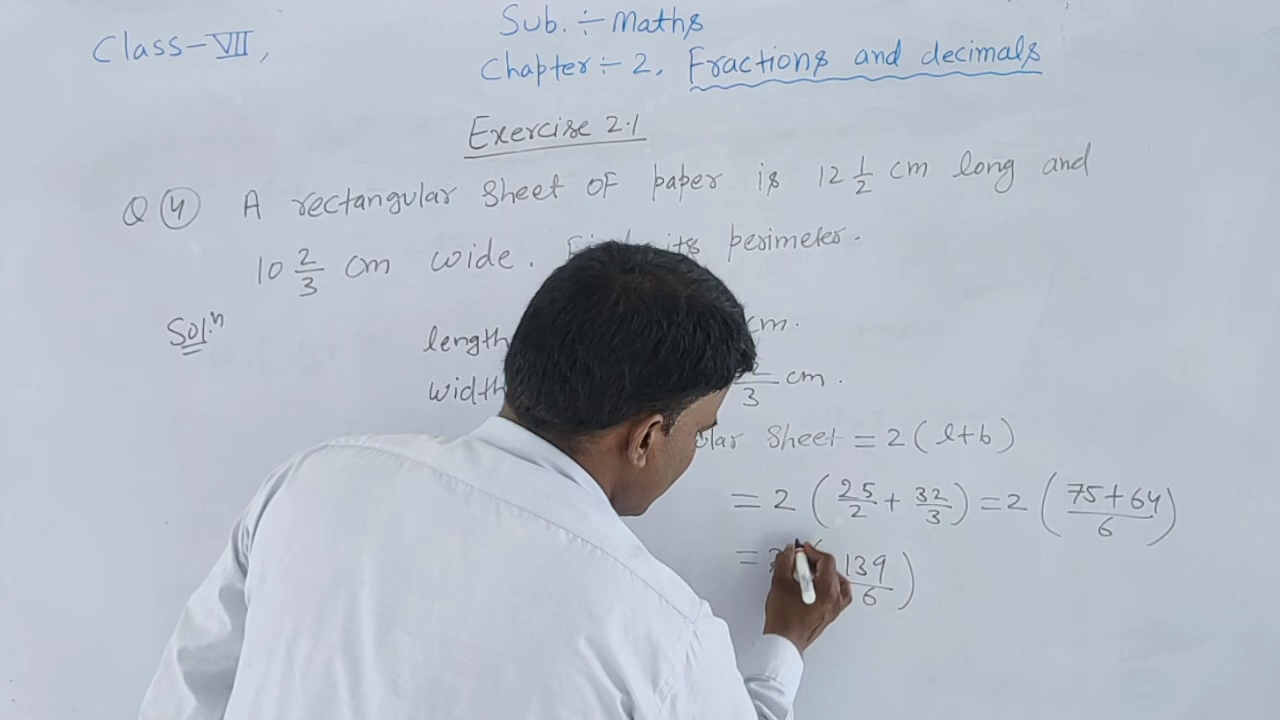 Class-VII,
Sub. ÷ Maths
Chapter ÷ 2, Fractions and decimals
Exercise 2.1
Q (4) A rectangular sheet of paper is 12 1/2 cm long and
10 2/3 cm wide. its perimeter.
Sol.n
length cm.
width /3 cm.
Sheet = 2(l+b)
= 2 (25/2 + 32/3) = 2 (75+64/6)
= 139/6)